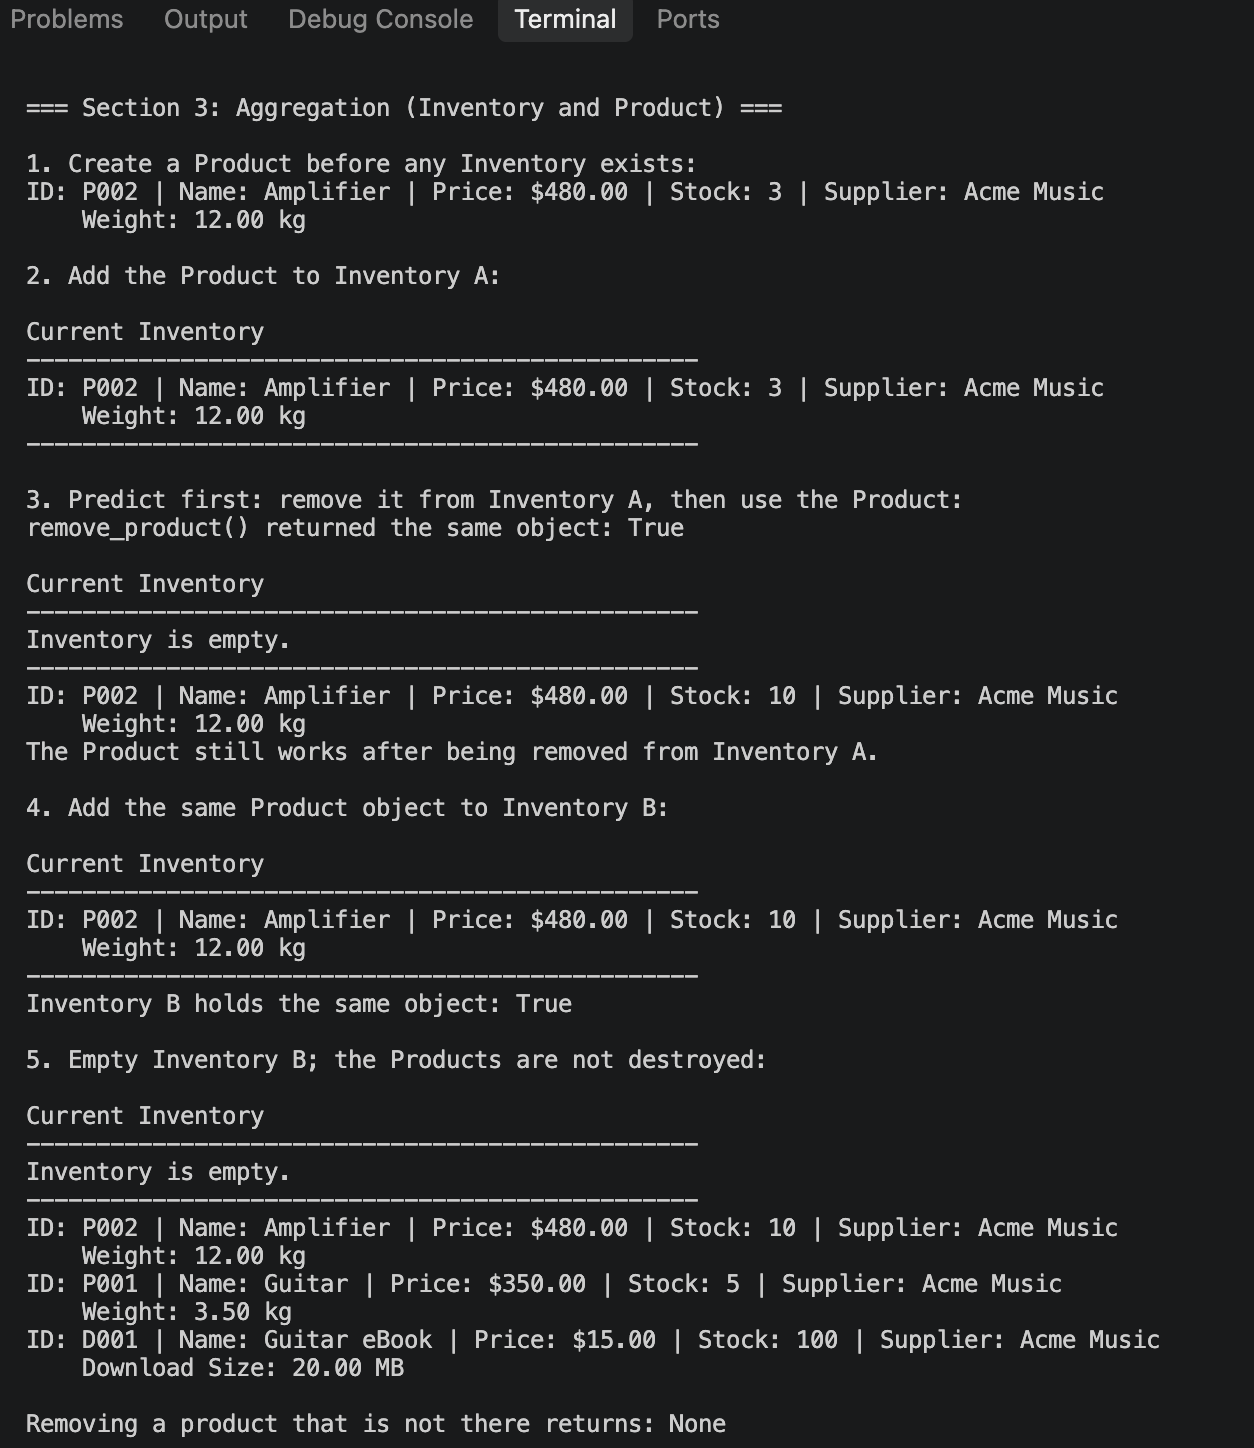 Problems Output Debug Console Terminal Ports
=== Section 3: Aggregation (Inventory and Product) ===
1. Create a Product before any Inventory exists:
ID: P002 | Name: Amplifier | Price: $480.00 | Stock: 3 | Supplier: Acme Music
    Weight: 12.00 kg
2. Add the Product to Inventory A:
Current Inventory
------------------------------------------------
ID: P002 | Name: Amplifier | Price: $480.00 | Stock: 3 | Supplier: Acme Music
    Weight: 12.00 kg
------------------------------------------------
3. Predict first: remove it from Inventory A, then use the Product:
remove_product() returned the same object: True
Current Inventory
------------------------------------------------
Inventory is empty.
------------------------------------------------
ID: P002 | Name: Amplifier | Price: $480.00 | Stock: 10 | Supplier: Acme Music
    Weight: 12.00 kg
The Product still works after being removed from Inventory A.
4. Add the same Product object to Inventory B:
Current Inventory
------------------------------------------------
ID: P002 | Name: Amplifier | Price: $480.00 | Stock: 10 | Supplier: Acme Music
    Weight: 12.00 kg
------------------------------------------------
Inventory B holds the same object: True
5. Empty Inventory B; the Products are not destroyed:
Current Inventory
------------------------------------------------
Inventory is empty.
------------------------------------------------
ID: P002 | Name: Amplifier | Price: $480.00 | Stock: 10 | Supplier: Acme Music
    Weight: 12.00 kg
ID: P001 | Name: Guitar | Price: $350.00 | Stock: 5 | Supplier: Acme Music
    Weight: 3.50 kg
ID: D001 | Name: Guitar eBook | Price: $15.00 | Stock: 100 | Supplier: Acme Music
    Download Size: 20.00 MB
Removing a product that is not there returns: None